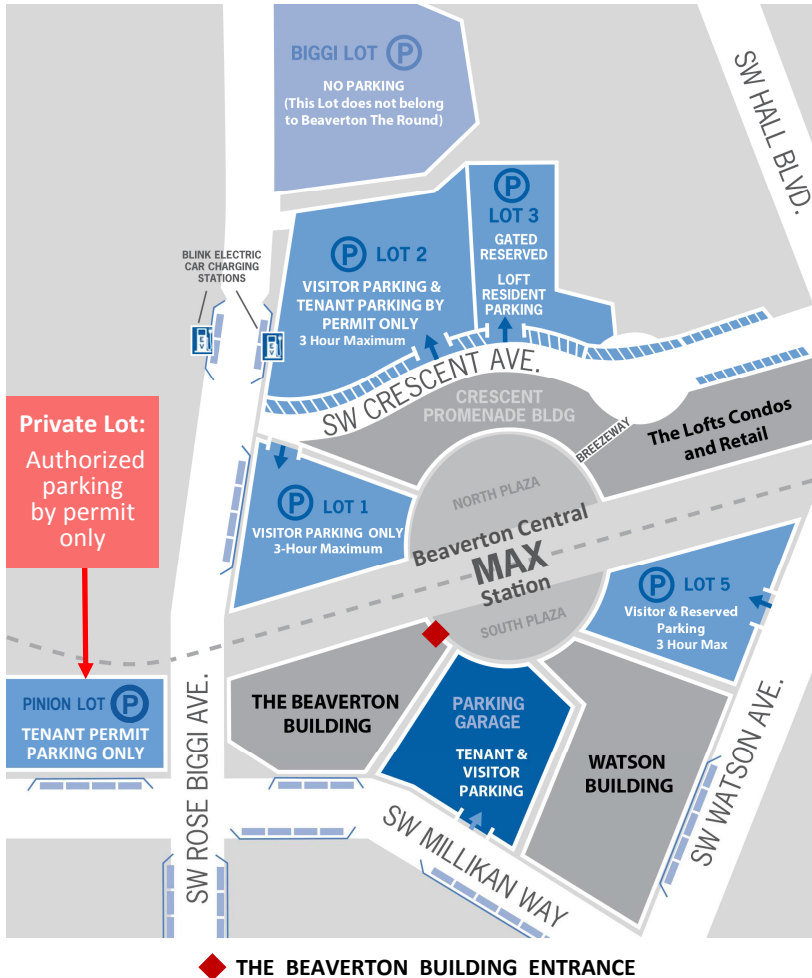 BIGGI LOT P
NO PARKING
(This Lot does not belong
to Beaverton The Round)
SW HALL BLVD.
P
LOT 3
GATED
RESERVED
LOFT
RESIDENT
PARKING
P LOT 2
VISITOR PARKING &
TENANT PARKING BY
PERMIT ONLY
3 Hour Maximum
BLINK ELECTRIC
CAR CHARGING
STATIONS
EV
EV
SW CRESCENT AVE.
CRESCENT
PROMENADE BLDG
BREEZEWAY
The Lofts Condos
and Retail
Private Lot:
Authorized
parking
by permit
only
P LOT 1
VISITOR PARKING ONLY
3-Hour Maximum
NORTH PLAZA
Beaverton Central
MAX
Station
SOUTH PLAZA
P LOT 5
Visitor & Reserved
Parking
3 Hour Max
PINION LOT P
TENANT PERMIT
PARKING ONLY
SW ROSE BIGGI AVE.
THE BEAVERTON
BUILDING
PARKING
GARAGE
TENANT &
VISITOR
PARKING
WATSON
BUILDING
SW WATSON AVE.
SW MILLIKAN WAY
THE BEAVERTON BUILDING ENTRANCE